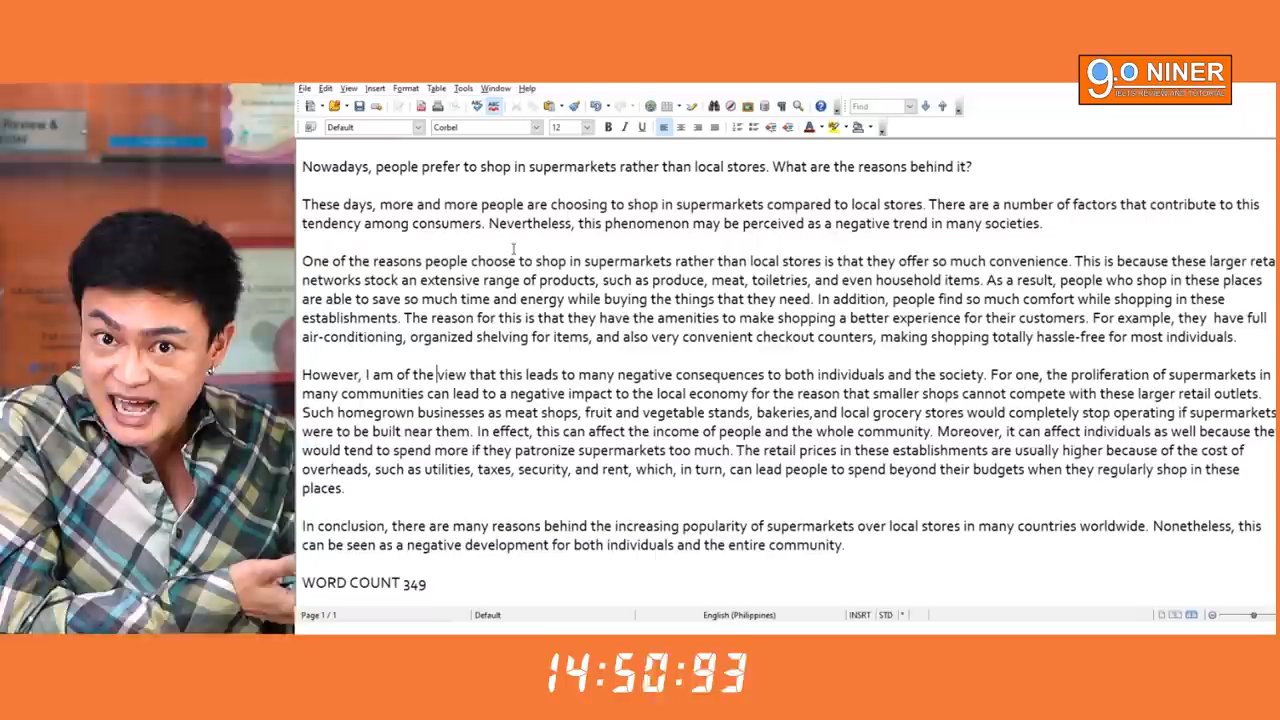 9.0 NINER
IELTS REVIEW AND TUTORIAL
Review &
File Edit View Insert Format Table Tools Window Help
Find
Default Corbel 12 B I U
Nowadays, people prefer to shop in supermarkets rather than local stores. What are the reasons behind it?
These days, more and more people are choosing to shop in supermarkets compared to local stores. There are a number of factors that contribute to this
tendency among consumers. Nevertheless, this phenomenon may be perceived as a negative trend in many societies.
One of the reasons people choose to shop in supermarkets rather than local stores is that they offer so much convenience. This is because these larger reta
networks stock an extensive range of products, such as produce, meat, toiletries, and even household items. As a result, people who shop in these places
are able to save so much time and energy while buying the things that they need. In addition, people find so much comfort while shopping in these
establishments. The reason for this is that they have the amenities to make shopping a better experience for their customers. For example, they have full
air-conditioning, organized shelving for items, and also very convenient checkout counters, making shopping totally hassle-free for most individuals.
However, I am of the view that this leads to many negative consequences to both individuals and the society. For one, the proliferation of supermarkets in
many communities can lead to a negative impact to the local economy for the reason that smaller shops cannot compete with these larger retail outlets.
Such homegrown businesses as meat shops, fruit and vegetable stands, bakeries,and local grocery stores would completely stop operating if supermarkets
were to be built near them. In effect, this can affect the income of people and the whole community. Moreover, it can affect individuals as well because the
would tend to spend more if they patronize supermarkets too much. The retail prices in these establishments are usually higher because of the cost of
overheads, such as utilities, taxes, security, and rent, which, in turn, can lead people to spend beyond their budgets when they regularly shop in these
places.
In conclusion, there are many reasons behind the increasing popularity of supermarkets over local stores in many countries worldwide. Nonetheless, this
can be seen as a negative development for both individuals and the entire community.
WORD COUNT 349
Page 1 / 1 Default English (Philippines) INSRT STD *
14:50:93